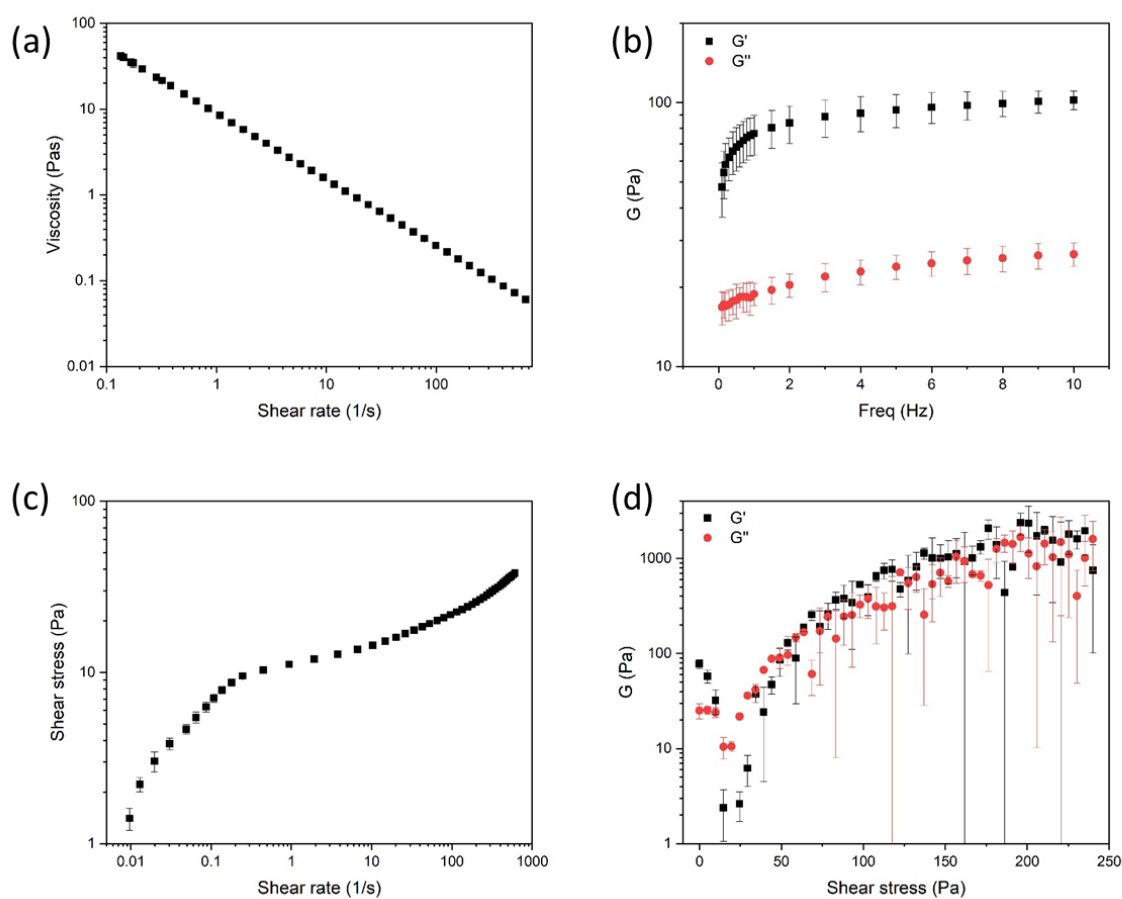 (a)
100
10
1
0.1
0.01
Viscosity (Pas)
0.1
1
10
100
Shear rate (1/s)
(b)
G'
G''
100
10
G (Pa)
0
2
4
6
8
10
Freq (Hz)
(c)
100
10
1
Shear stress (Pa)
0.01
0.1
1
10
100
1000
Shear rate (1/s)
(d)
G'
G''
1000
100
10
1
G (Pa)
0
50
100
150
200
250
Shear stress (Pa)